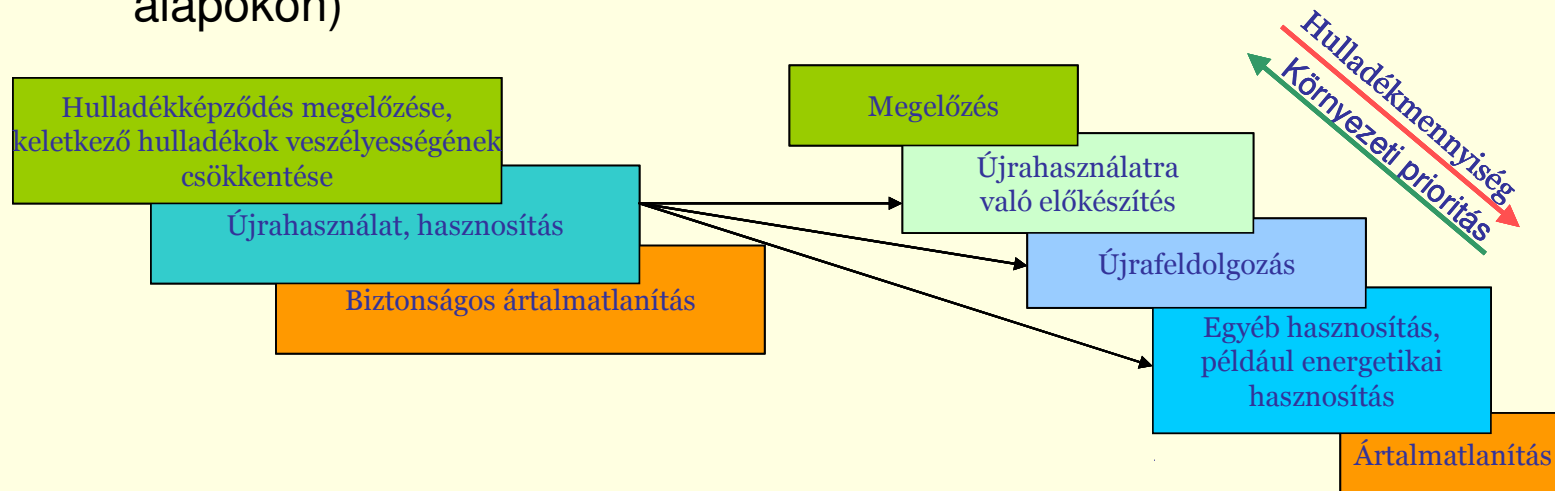 alapokon)
Hulladékképződés megelőzése,
keletkező hulladékok veszélyességének
csökkentése
Újrahasználat, hasznosítás
Biztonságos ártalmatlanítás
Megelőzés
Újrahasználatra
való előkészítés
Újrafeldolgozás
Egyéb hasznosítás,
például energetikai
hasznosítás
Ártalmatlanítás
Hulladékmennyiség
Környezeti prioritás